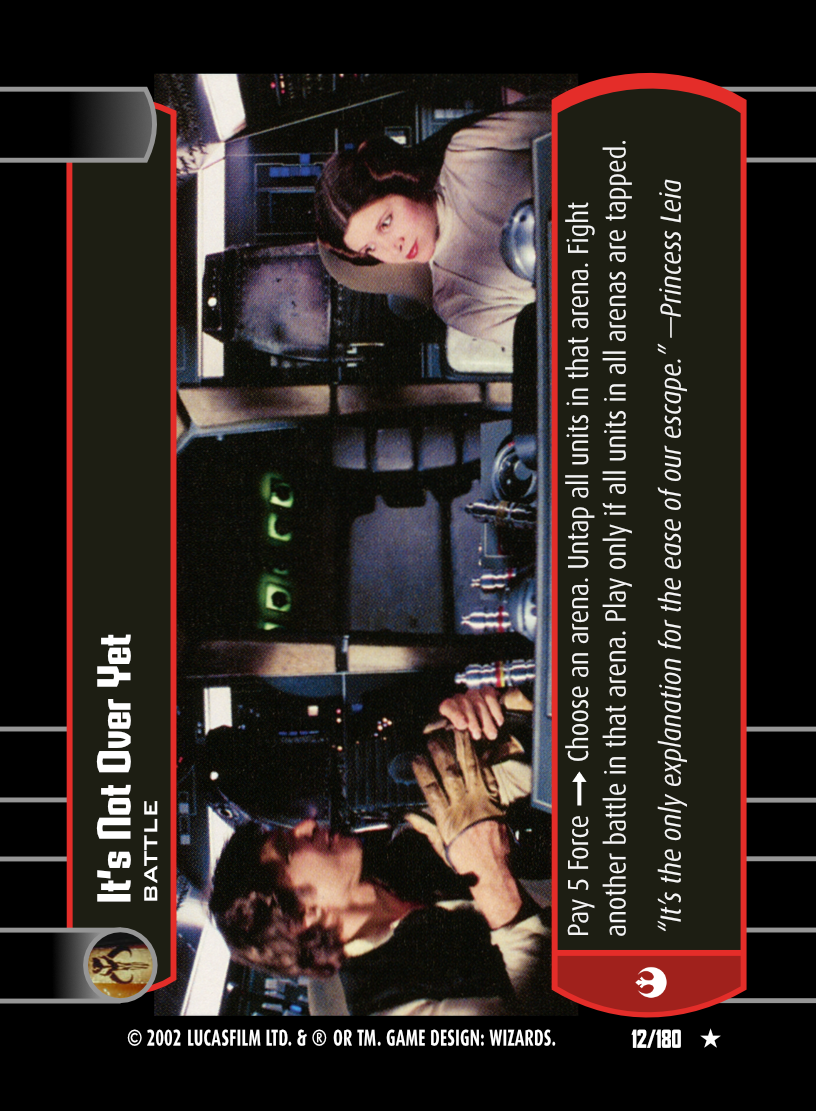 It's Not Over Yet
BATTLE
Pay 5 Force → Choose an arena. Untap all units in that arena. Fight
another battle in that arena. Play only if all units in all arenas are tapped.
“It's the only explanation for the ease of our escape.” —Princess Leia
© 2002 LUCASFILM LTD. & ® OR TM. GAME DESIGN: WIZARDS.
12/180 ★